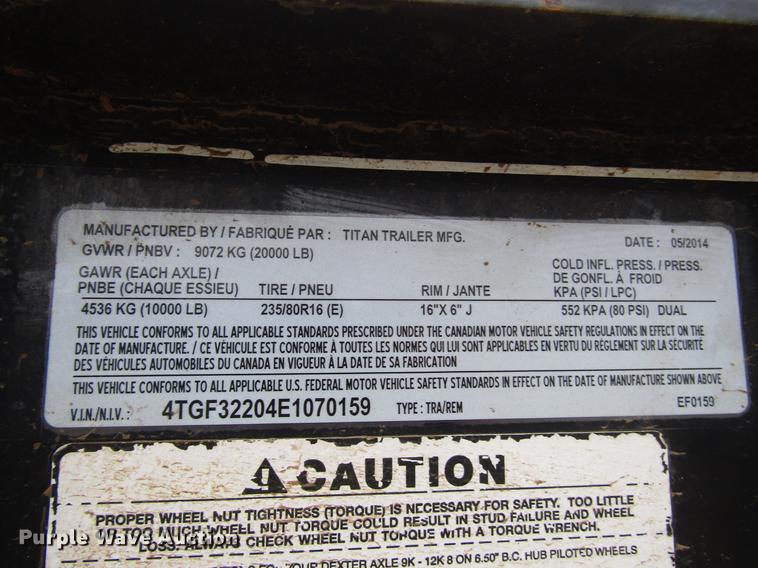 MANUFACTURED BY / FABRIQUÉ PAR : TITAN TRAILER MFG. DATE : 05/2014
GVWR / PNBV : 9072 KG (20000 LB)
GAWR (EACH AXLE) / COLD INFL. PRESS. / PRESS.
PNBE (CHAQUE ESSIEU) TIRE / PNEU RIM / JANTE DE GONFL. À FROID
KPA (PSI / LPC)
4536 KG (10000 LB) 235/80R16 (E) 16"X 6" J 552 KPA (80 PSI) DUAL
THIS VEHICLE CONFORMS TO ALL APPLICABLE STANDARDS PRESCRIBED UNDER THE CANADIAN MOTOR VEHICLE SAFETY REGULATIONS IN EFFECT ON THE
DATE OF MANUFACTURE. / CE VÉHICULE EST CONFORME À TOUTES LES NORMES QUI LUI SONT APPLICABLES EN VERTU DU RÉGLEMENT SUR LA SÉCURITÉ
DES VÉHICULES AUTOMOBILES DU CANADA EN VIGUEUR À LA DATE DE SA FABRICATION
THIS VEHICLE CONFORMS TO ALL APPLICABLE U.S. FEDERAL MOTOR VEHICLE SAFETY STANDARDS IN EFFECT ON THE DATE OF MANUFACTURE SHOWN ABOVE
V.I.N./N.I.V.: 4TGF32204E1070159 TYPE : TRA/REM EF0159
CAUTION
PROPER WHEEL NUT TIGHTNESS (TORQUE) IS NECESSARY FOR SAFETY. TOO LITTLE
OR TOO MUCH WHEEL NUT TORQUE COULD RESULT IN STUD FAILURE AND WHEEL
LOSS. ALWAYS CHECK WHEEL NUT TORQUE WITH A TORQUE WRENCH.
FOR YOUR DEXTER AXLE 9K - 12K 8 ON 6.50" B.C. HUB PILOTED WHEELS
Purple Wave Auction